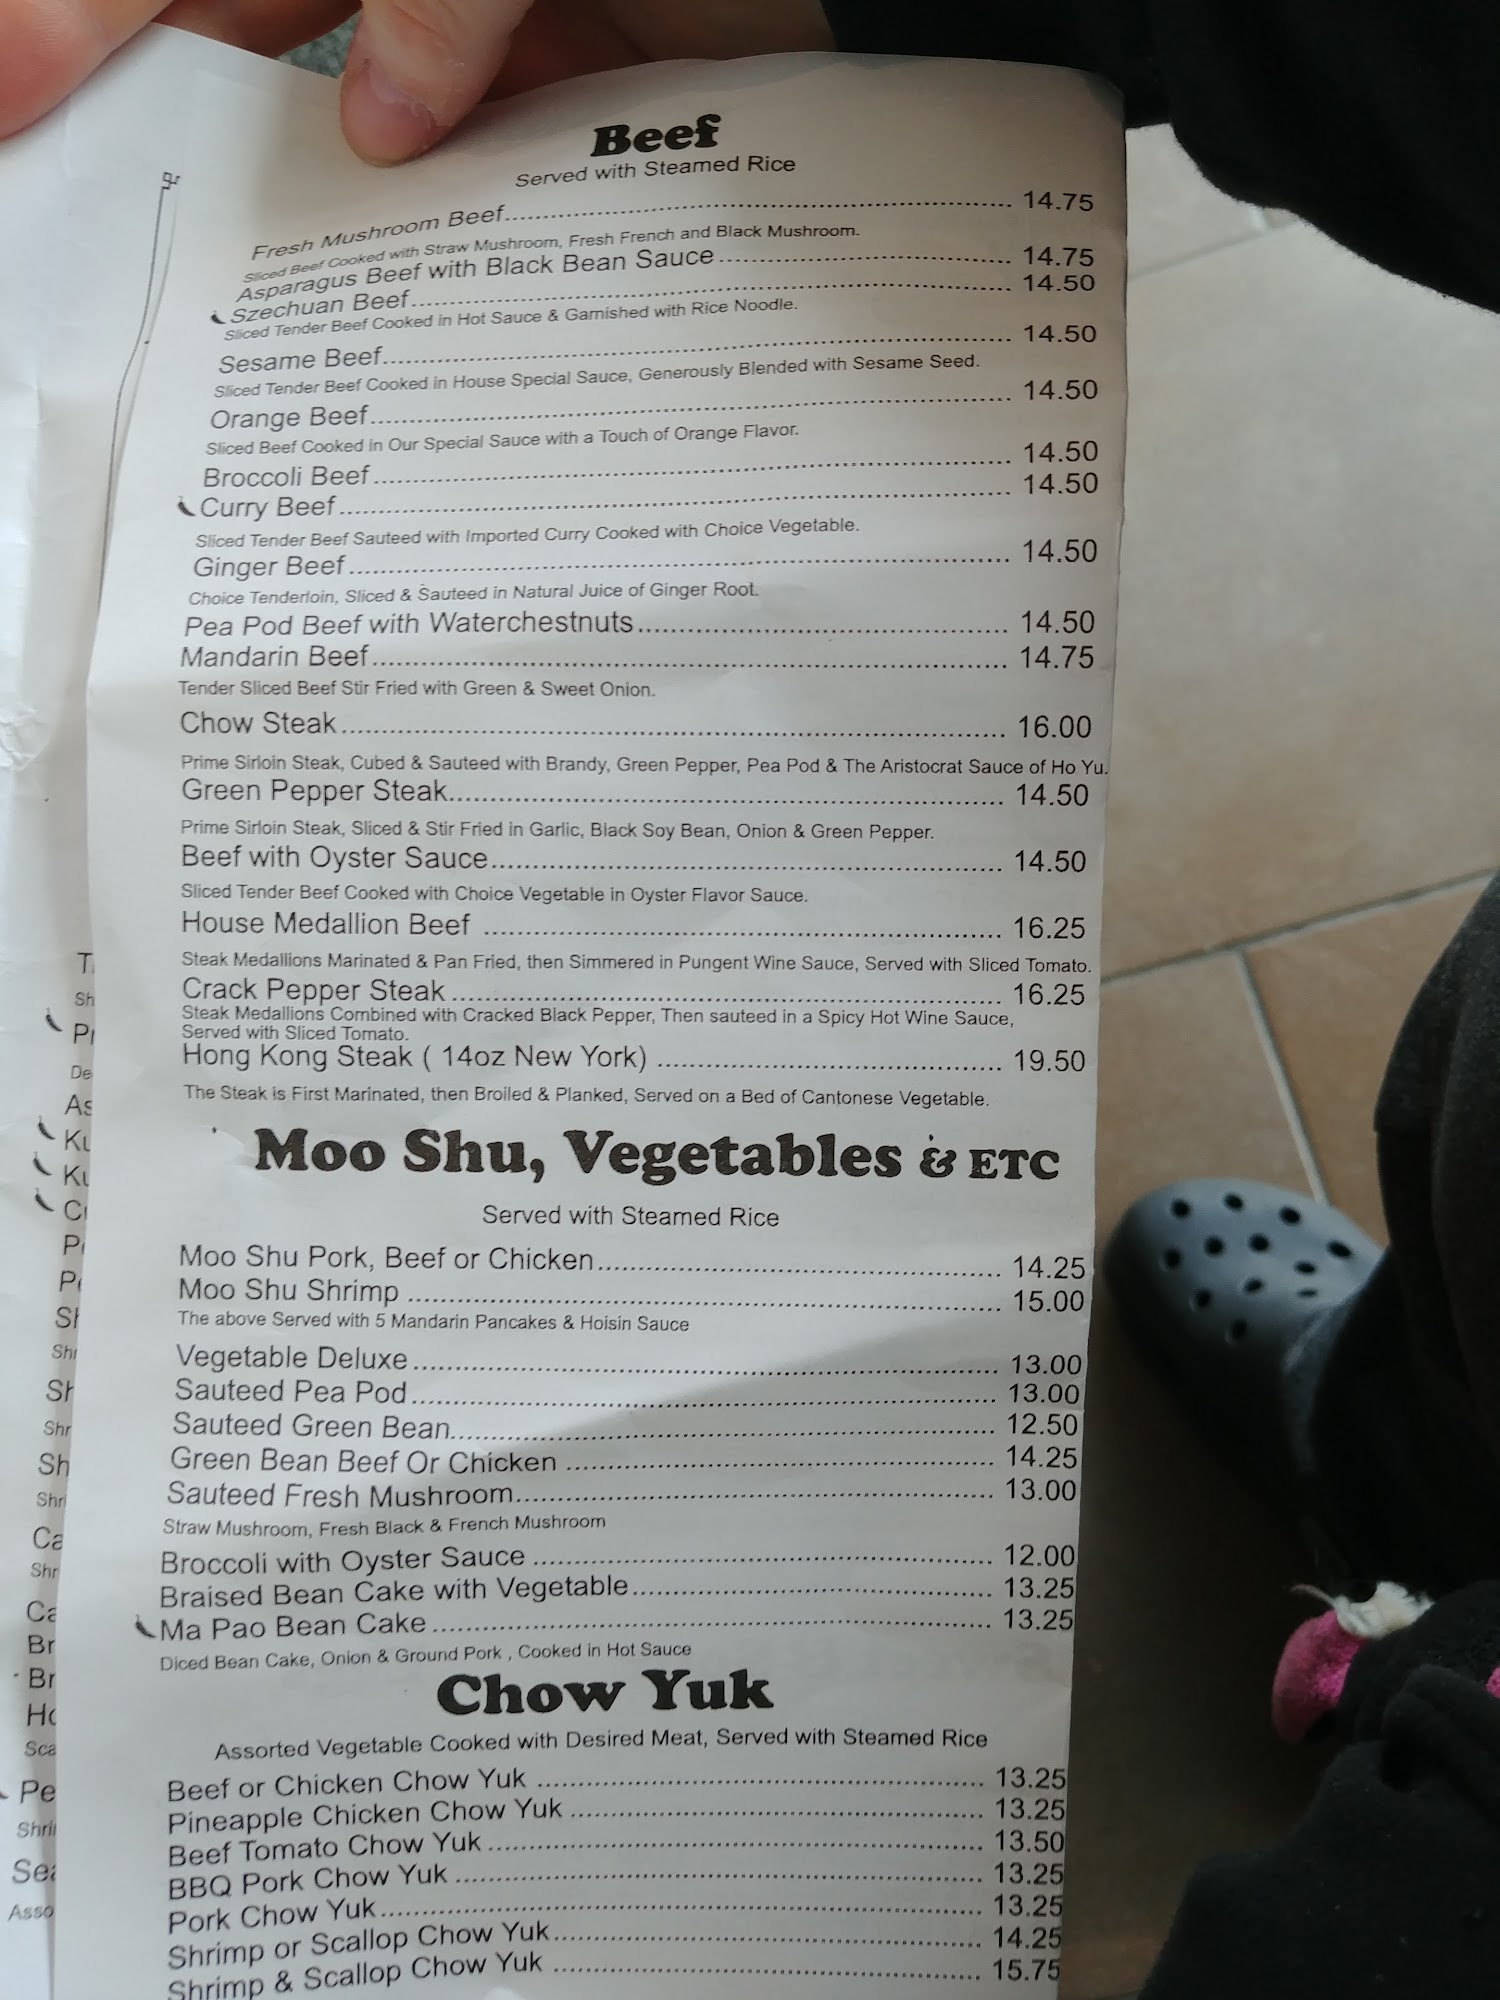 Beef
Served with Steamed Rice
Fresh Mushroom Beef 14.75
Sliced Beef Cooked with Straw Mushroom, Fresh French and Black Mushroom.
Asparagus Beef with Black Bean Sauce 14.75
Szechuan Beef 14.50
Sliced Tender Beef Cooked in Hot Sauce & Garnished with Rice Noodle.
Sesame Beef 14.50
Sliced Tender Beef Cooked in House Special Sauce, Generously Blended with Sesame Seed.
Orange Beef 14.50
Sliced Beef Cooked in Our Special Sauce with a Touch of Orange Flavor.
Broccoli Beef 14.50
Curry Beef 14.50
Sliced Tender Beef Sauteed with Imported Curry Cooked with Choice Vegetable.
Ginger Beef 14.50
Choice Tenderloin, Sliced & Sauteed in Natural Juice of Ginger Root.
Pea Pod Beef with Waterchestnuts 14.50
Mandarin Beef 14.75
Tender Sliced Beef Stir Fried with Green & Sweet Onion.
Chow Steak 16.00
Prime Sirloin Steak, Cubed & Sauteed with Brandy, Green Pepper, Pea Pod & The Aristocrat Sauce of Ho Yu.
Green Pepper Steak 14.50
Prime Sirloin Steak, Sliced & Stir Fried in Garlic, Black Soy Bean, Onion & Green Pepper.
Beef with Oyster Sauce 14.50
Sliced Tender Beef Cooked with Choice Vegetable in Oyster Flavor Sauce.
House Medallion Beef 16.25
Steak Medallions Marinated & Pan Fried, then Simmered in Pungent Wine Sauce, Served with Sliced Tomato.
Crack Pepper Steak 16.25
Steak Medallions Combined with Cracked Black Pepper, Then sauteed in a Spicy Hot Wine Sauce,
Served with Sliced Tomato.
Hong Kong Steak ( 14oz New York) 19.50
The Steak is First Marinated, then Broiled & Planked, Served on a Bed of Cantonese Vegetable.
Moo Shu, Vegetables & ETC
Served with Steamed Rice
Moo Shu Pork, Beef or Chicken 14.25
Moo Shu Shrimp 15.00
The above Served with 5 Mandarin Pancakes & Hoisin Sauce
Vegetable Deluxe 13.00
Sauteed Pea Pod 13.00
Sauteed Green Bean 12.50
Green Bean Beef Or Chicken 14.25
Sauteed Fresh Mushroom 13.00
Straw Mushroom, Fresh Black & French Mushroom
Broccoli with Oyster Sauce 12.00
Braised Bean Cake with Vegetable 13.25
Ma Pao Bean Cake 13.25
Diced Bean Cake, Onion & Ground Pork , Cooked in Hot Sauce
Chow Yuk
Assorted Vegetable Cooked with Desired Meat, Served with Steamed Rice
Beef or Chicken Chow Yuk 13.25
Pineapple Chicken Chow Yuk 13.25
Beef Tomato Chow Yuk 13.50
BBQ Pork Chow Yuk 13.25
Pork Chow Yuk 13.25
Shrimp or Scallop Chow Yuk 14.25
Shrimp & Scallop Chow Yuk 15.75